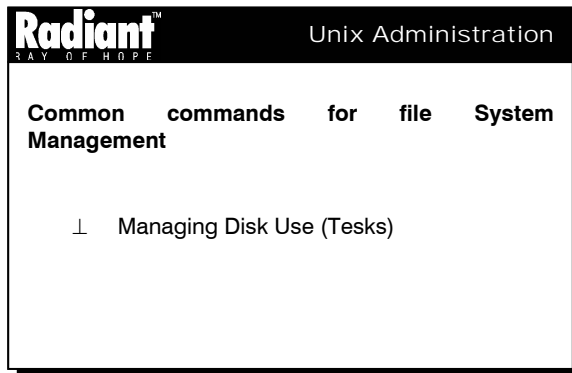 Radiant™
RAY OF HOPE
Unix Administration
Common commands for file System
Management
⊥ Managing Disk Use (Tesks)